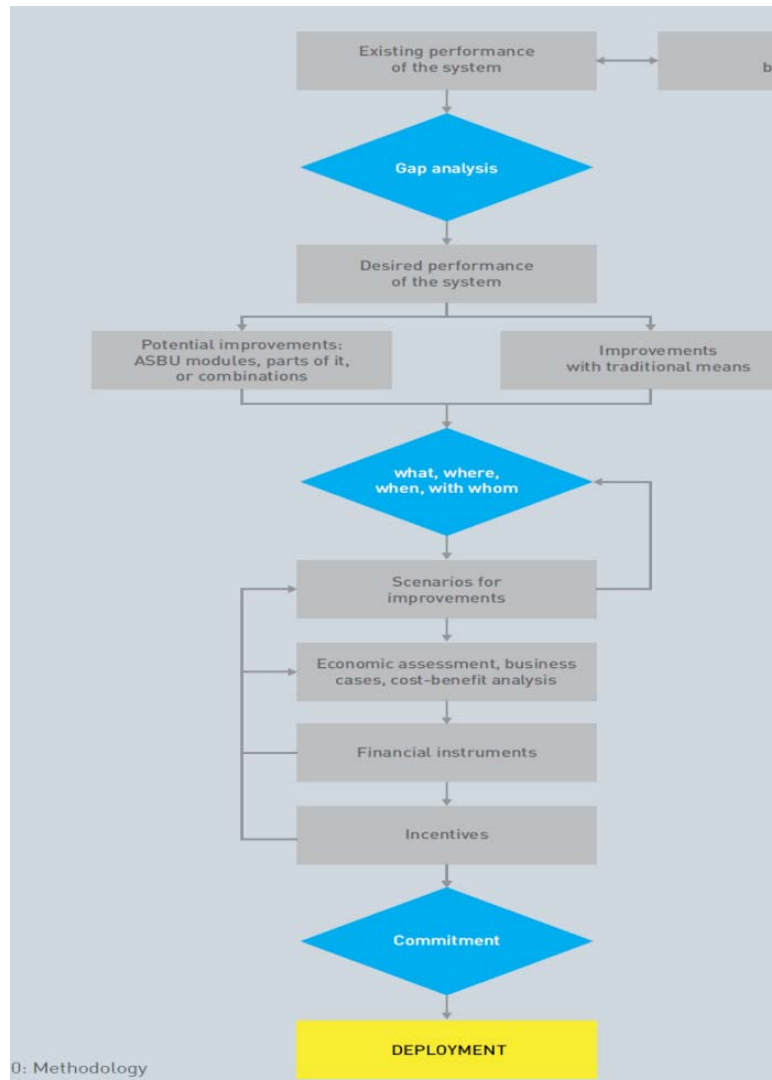 Existing performance
of the system
b
Gap analysis
Desired performance
of the system
Potential improvements:
ASBU modules, parts of it,
or combinations
Improvements
with traditional means
what, where,
when, with whom
Scenarios for
improvements
Economic assessment, business
cases, cost-benefit analysis
Financial instruments
Incentives
Commitment
DEPLOYMENT
0: Methodology